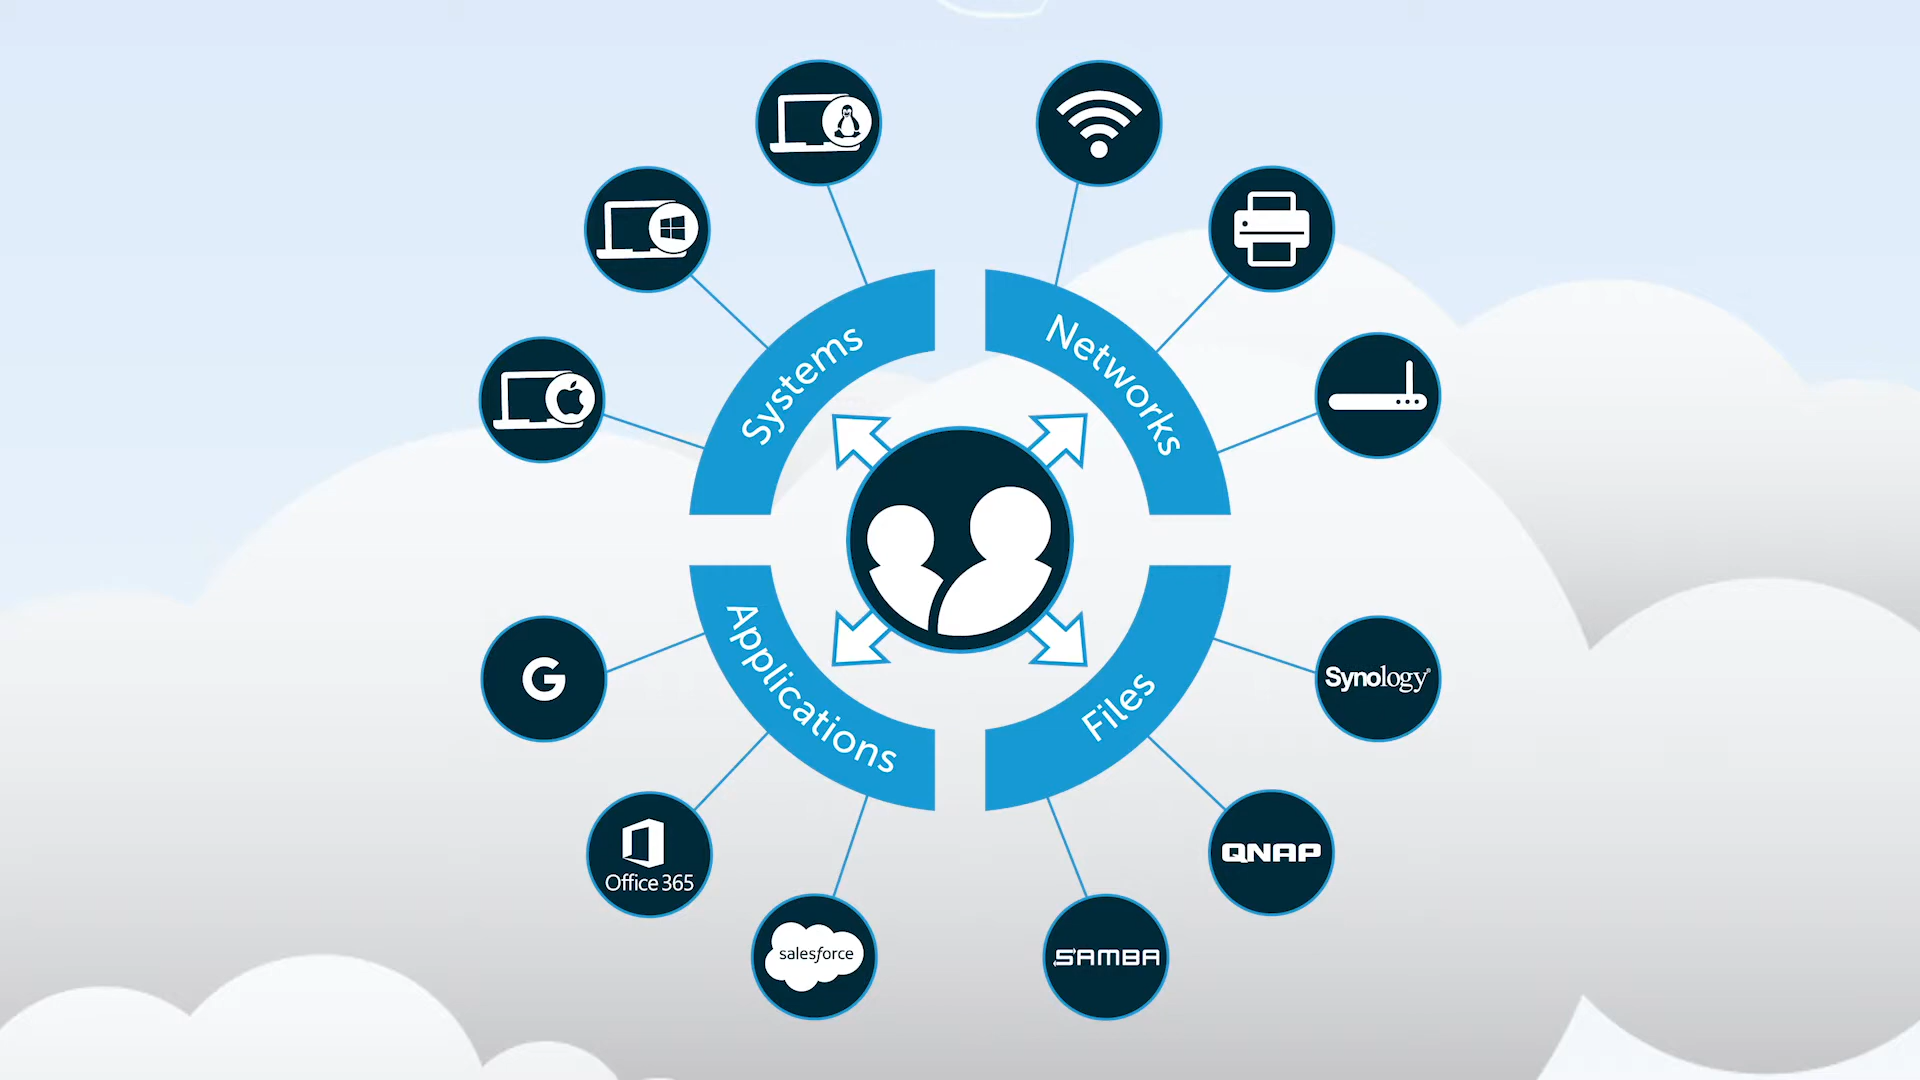 Systems
Networks
Applications
Files
G
Office 365
salesforce
Synology®
QNAP
SAMBA